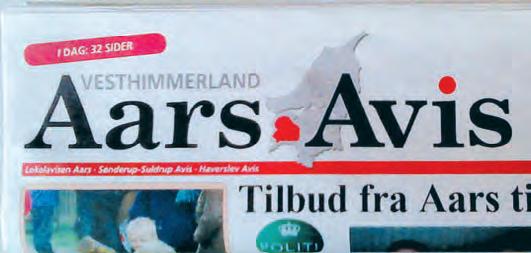 I DAG: 32 SIDER
VESTHIMMERLAND
Aars Avis
Lokalavisen Aars · Sønderup-Suldrup Avis · Haverslev Avis
Tilbud fra Aars ti
POLITI